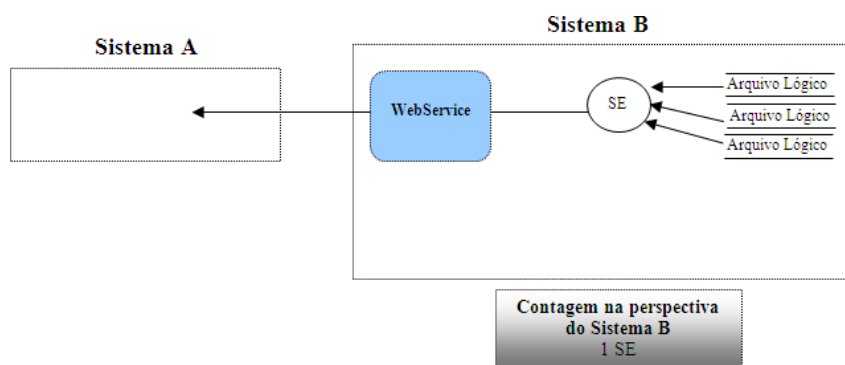 Sistema A
Sistema B
WebService
SE
Arquivo Lógico
Arquivo Lógico
Arquivo Lógico
Contagem na perspectiva
do Sistema B
1 SE